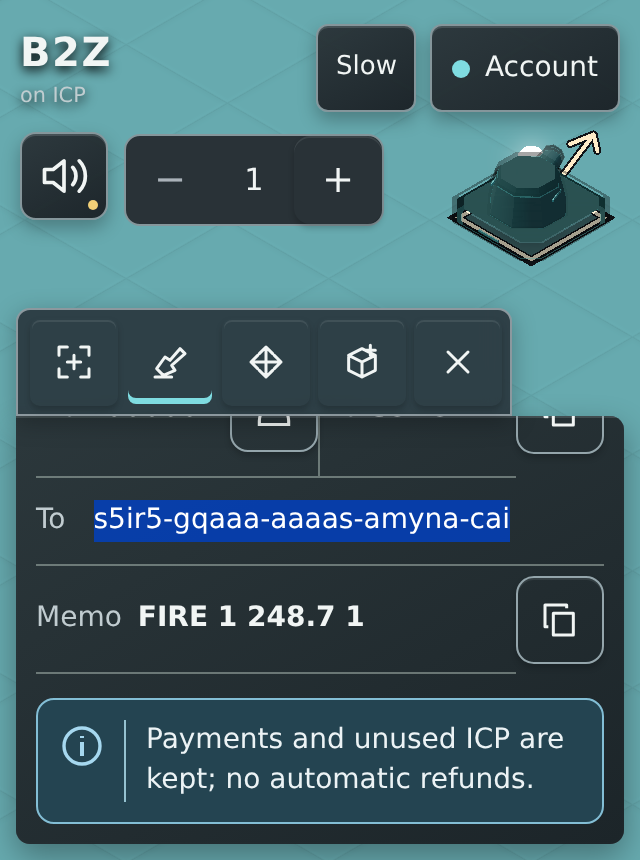 B2Z
on ICP
Slow
Account
− 1 +
To s5ir5-gqaaa-aaaas-amyna-cai
Memo FIRE 1 248.7 1
Payments and unused ICP are
kept; no automatic refunds.